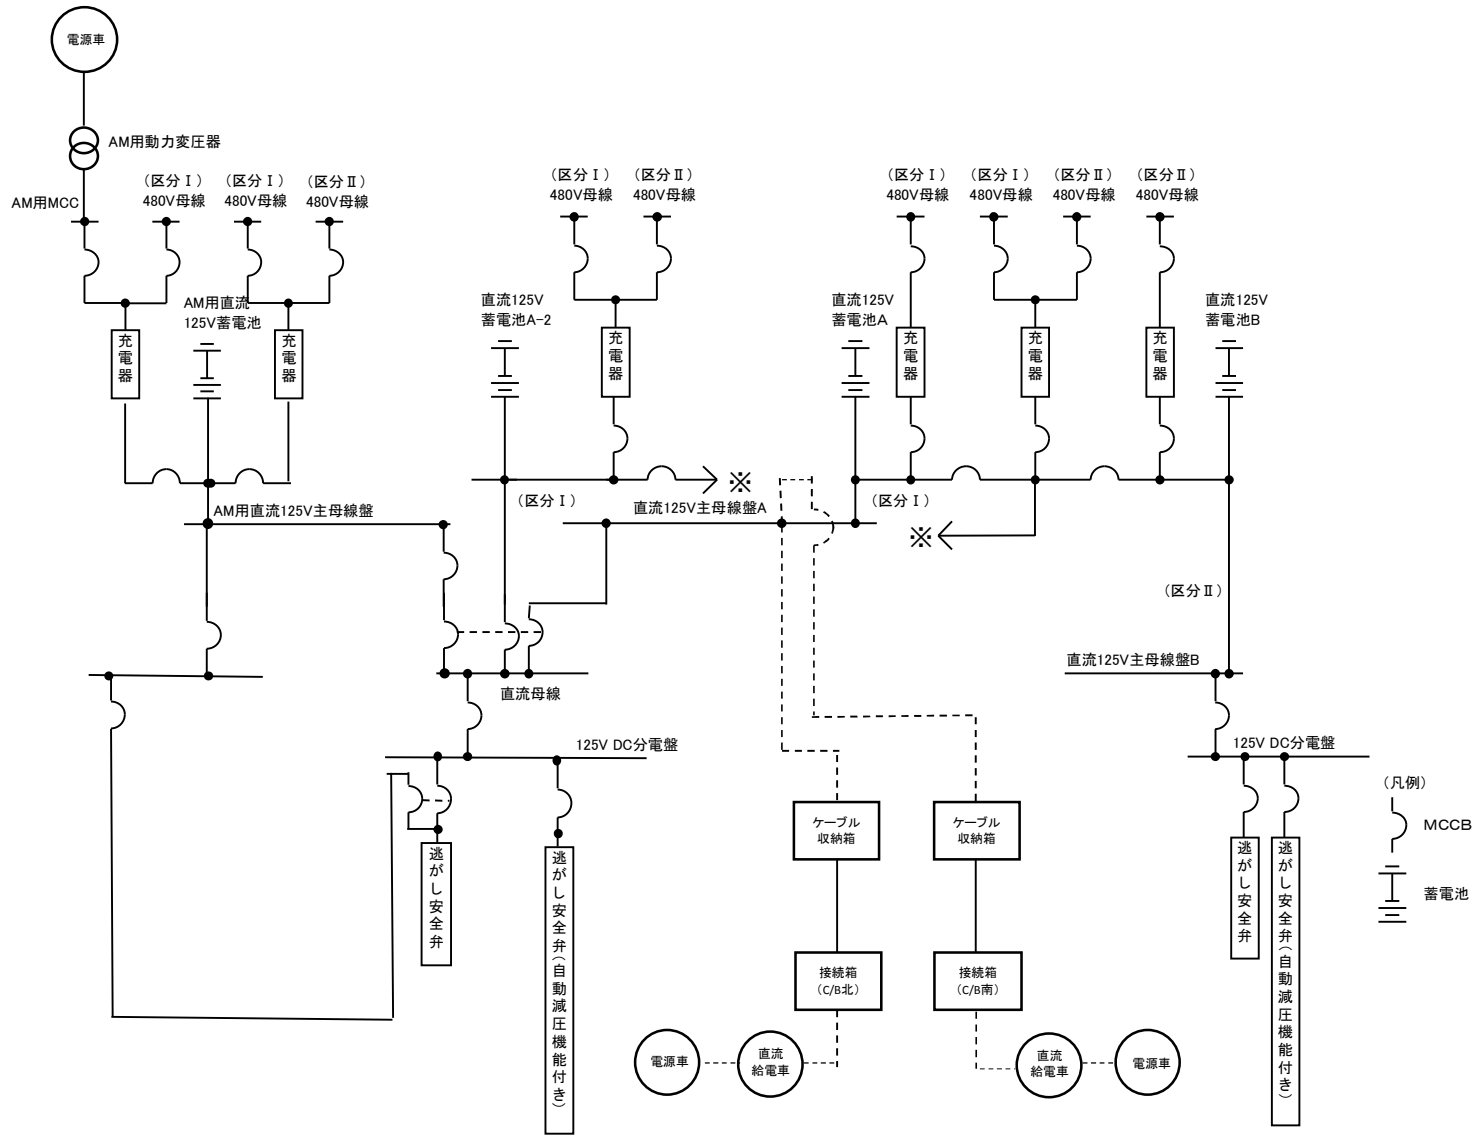 電源車
AM用動力変圧器
AM用MCC
（区分Ⅰ）
480V母線
（区分Ⅰ）
480V母線
（区分Ⅱ）
480V母線
（区分Ⅰ）
480V母線
（区分Ⅱ）
480V母線
（区分Ⅰ）
480V母線
（区分Ⅰ）
480V母線
（区分Ⅱ）
480V母線
（区分Ⅱ）
480V母線
AM用直流
125V蓄電池
直流125V
蓄電池A-2
直流125V
蓄電池A
直流125V
蓄電池B
充電器
充電器
充電器
充電器
充電器
充電器
※
（区分Ⅰ）
（区分Ⅰ）
AM用直流125V主母線盤
直流125V主母線盤A
※
（区分Ⅱ）
直流125V主母線盤B
直流母線
125V DC分電盤
125V DC分電盤
（凡例）
MCCB
蓄電池
ケーブル
収納箱
ケーブル
収納箱
逃がし安全弁
逃がし安全弁（自動減圧機能付き）
逃がし安全弁
逃がし安全弁（自動減圧機能付き）
接続箱
（C/B北）
接続箱
（C/B南）
電源車
直流
給電車
直流
給電車
電源車